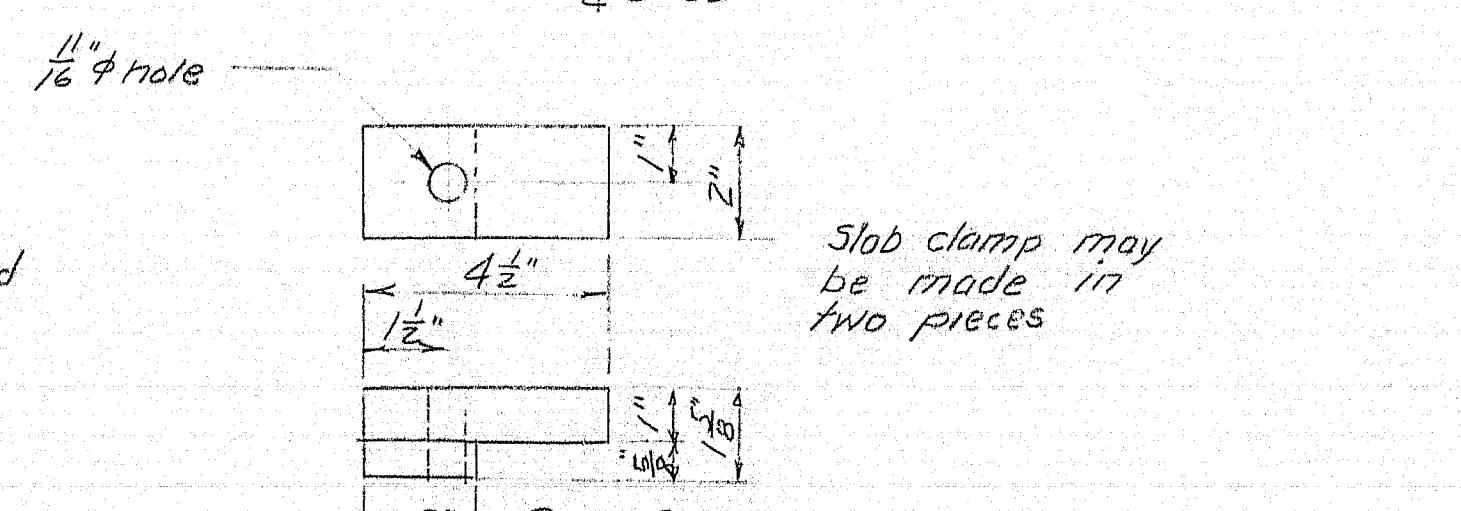 11/16" ϕ hole
1"
2"
4 1/2"
Slab clamp may
be made in
two pieces
1 1/2"
1"
1 5/8"
5/8"